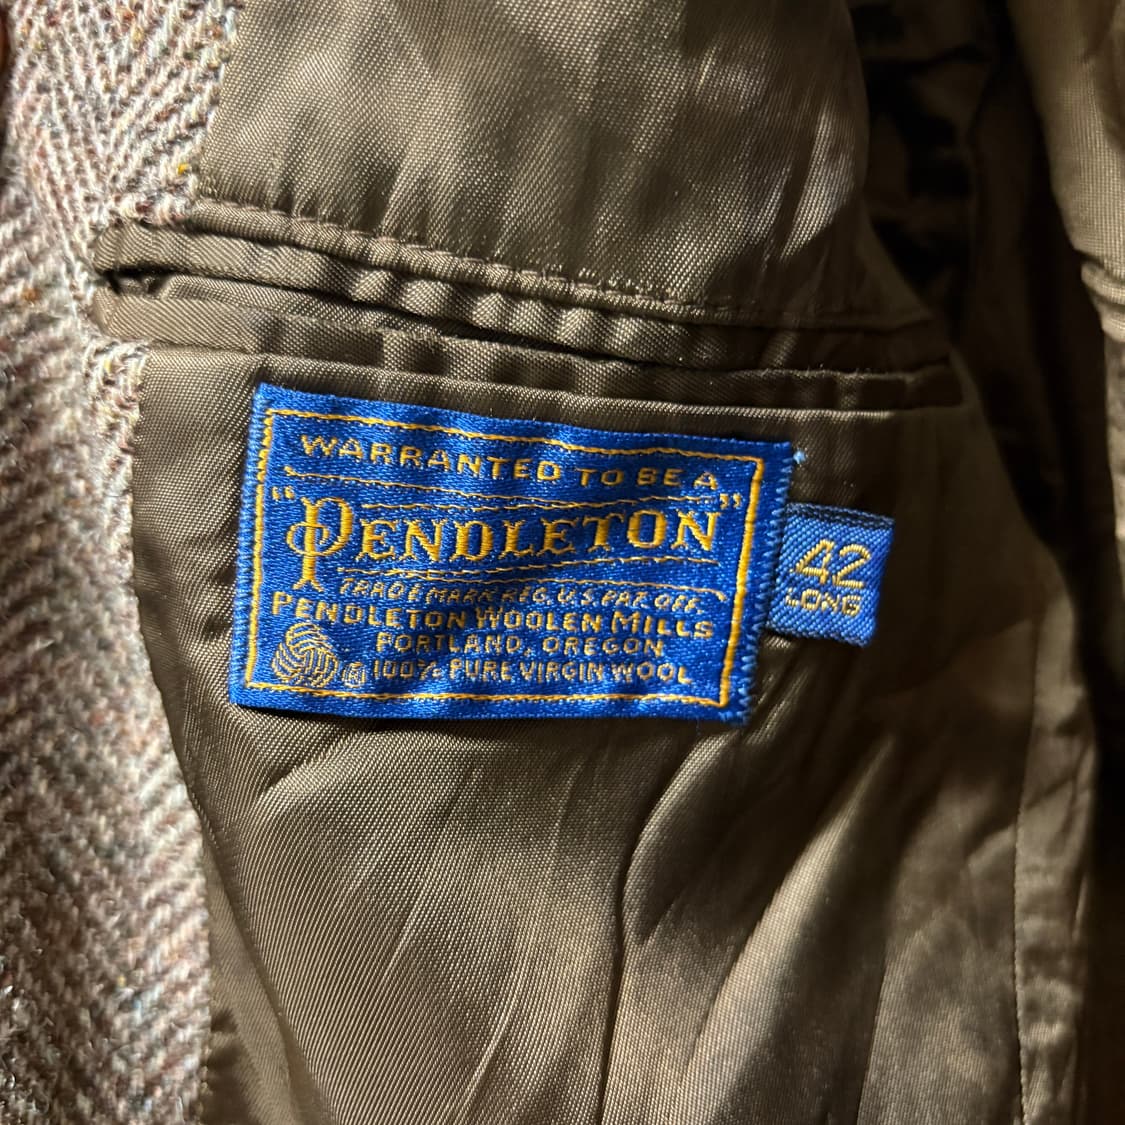 WARRANTED TO BE A
"PENDLETON"
TRADE MARK REG. U.S. PAT. OFF.
PENDLETON WOOLEN MILLS
PORTLAND, OREGON
® 100% PURE VIRGIN WOOL
42
LONG